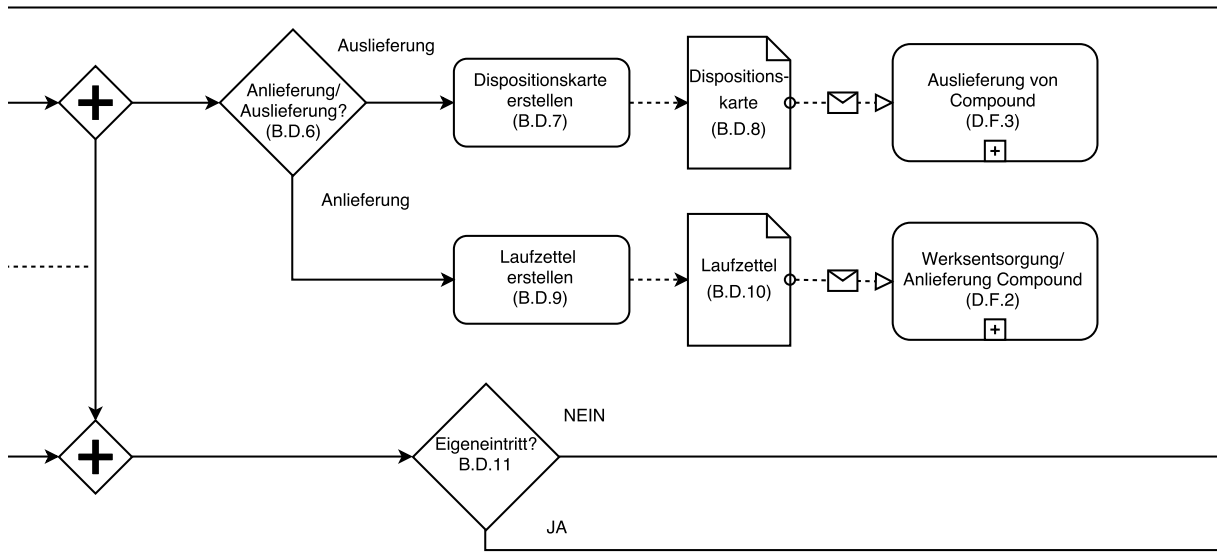 Auslieferung
Anlieferung/
Auslieferung?
(B.D.6)
Dispositionskarte
erstellen
(B.D.7)
Dispositions-
karte
(B.D.8)
Auslieferung von
Compound
(D.F.3)
Anlieferung
Laufzettel
erstellen
(B.D.9)
Laufzettel
(B.D.10)
Werksentsorgung/
Anlieferung Compound
(D.F.2)
Eigeneintritt?
B.D.11
NEIN
JA